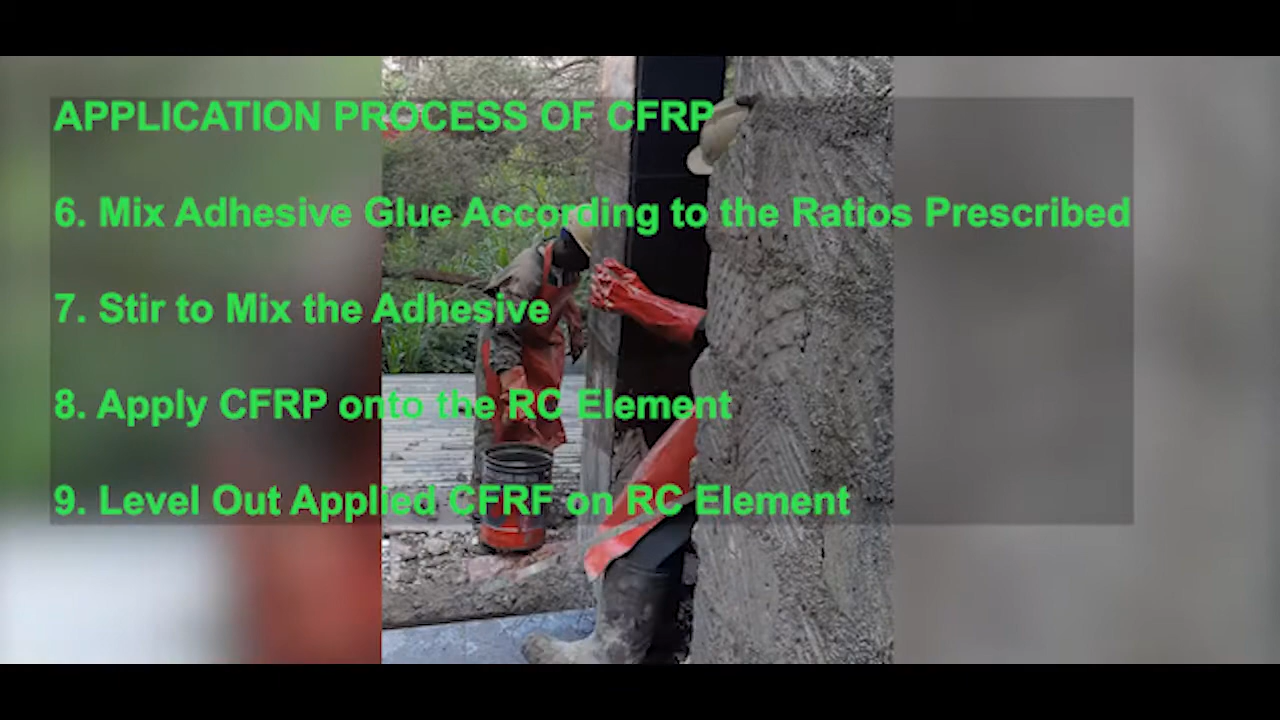 APPLICATION PROCESS OF CFRP
6. Mix Adhesive Glue According to the Ratios Prescribed
7. Stir to Mix the Adhesive
8. Apply CFRP onto the RC Element
9. Level Out Applied CFRF on RC Element